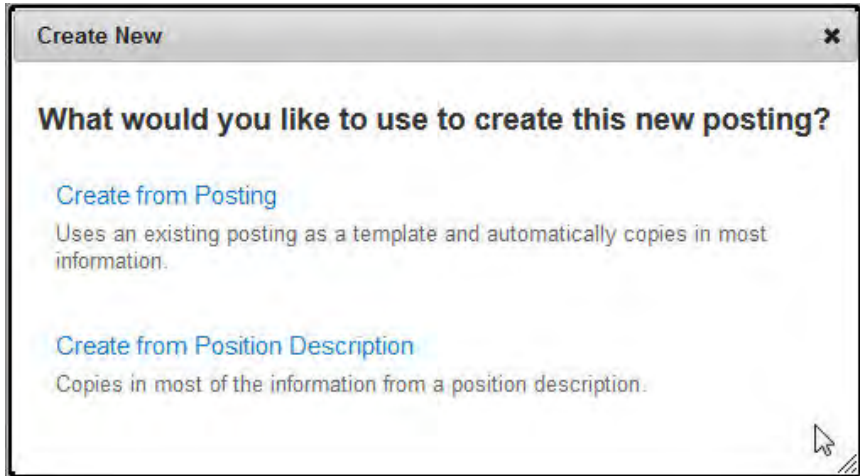 Create New
What would you like to use to create this new posting?
Create from Posting
Uses an existing posting as a template and automatically copies in most
information.
Create from Position Description
Copies in most of the information from a position description.